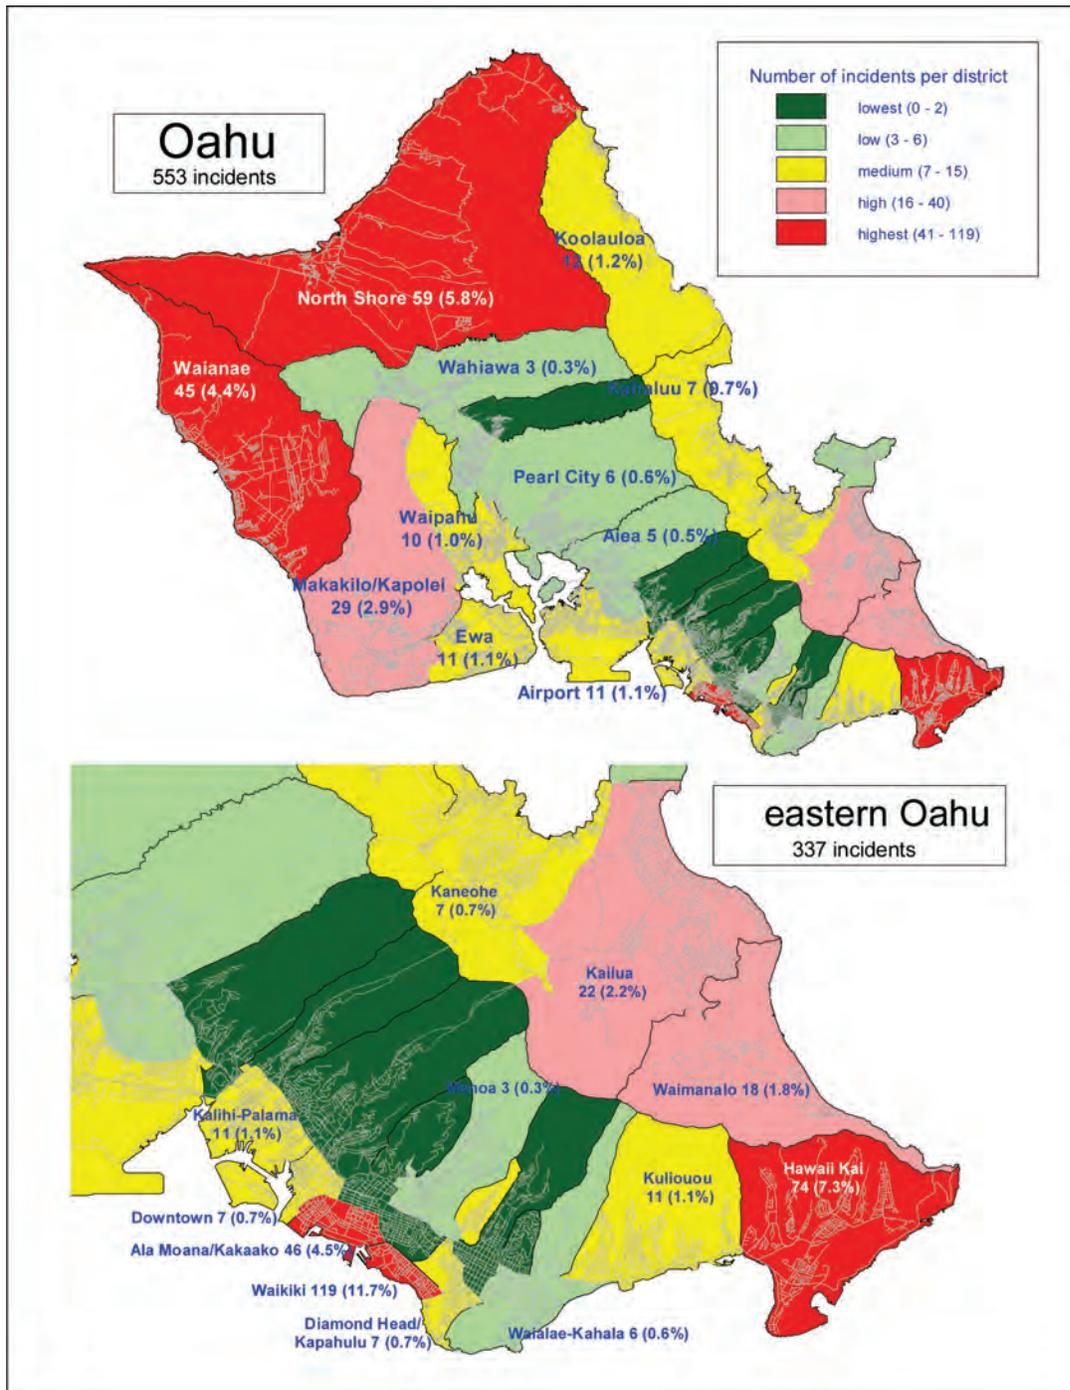 Oahu
553 incidents
Number of incidents per district
lowest (0 - 2)
low (3 - 6)
medium (7 - 15)
high (16 - 40)
highest (41 - 119)
Koolauloa
12 (1.2%)
North Shore 59 (5.8%)
Waianae
45 (4.4%)
Wahiawa 3 (0.3%)
Kahaluu 7 (0.7%)
Pearl City 6 (0.6%)
Waipahu
10 (1.0%)
Aiea 5 (0.5%)
Makakilo/Kapolei
29 (2.9%)
Ewa
11 (1.1%)
Airport 11 (1.1%)
eastern Oahu
337 incidents
Kaneohe
7 (0.7%)
Kailua
22 (2.2%)
Manoa 3 (0.3%)
Waimanalo 18 (1.8%)
Kalihi-Palama
11 (1.1%)
Hawaii Kai
74 (7.3%)
Kuliouou
11 (1.1%)
Downtown 7 (0.7%)
Ala Moana/Kakaako 46 (4.5%
Waikiki 119 (11.7%)
Diamond Head/
Kapahulu 7 (0.7%)
Waialae-Kahala 6 (0.6%)